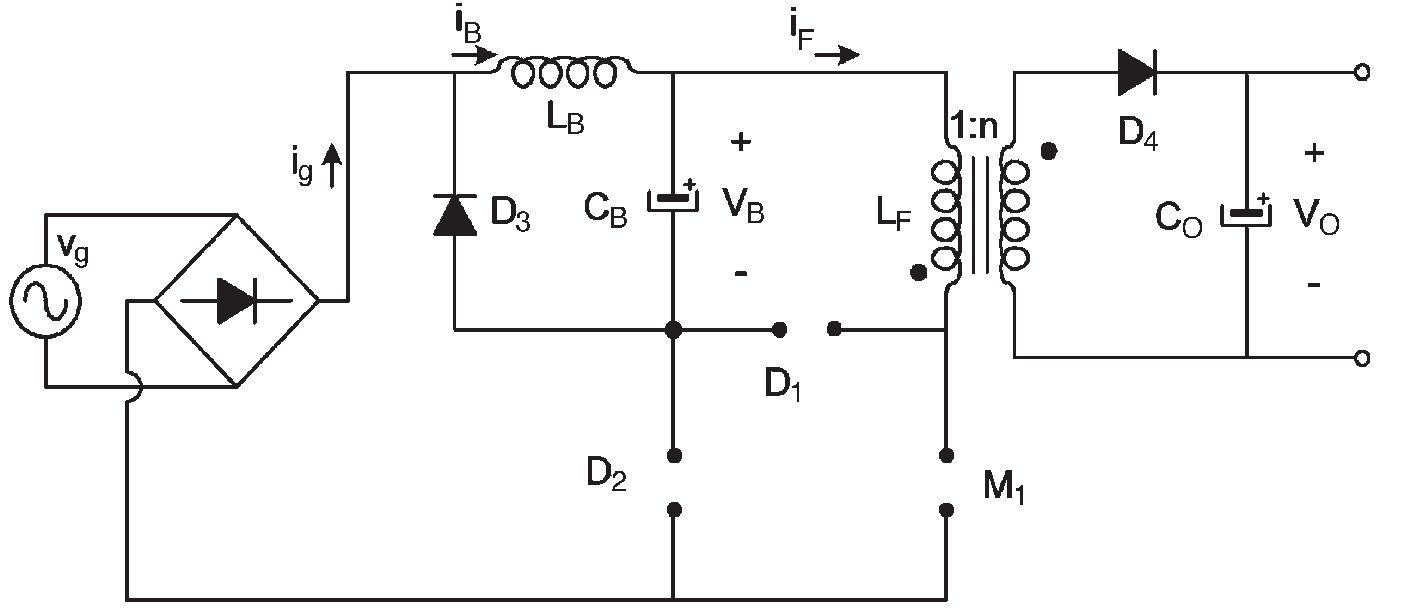 iB
iF
LB
1:n
D4
ig
+
+
D3
CB
+
VB
LF
CO
+
VO
vg
-
-
D1
D2
M1